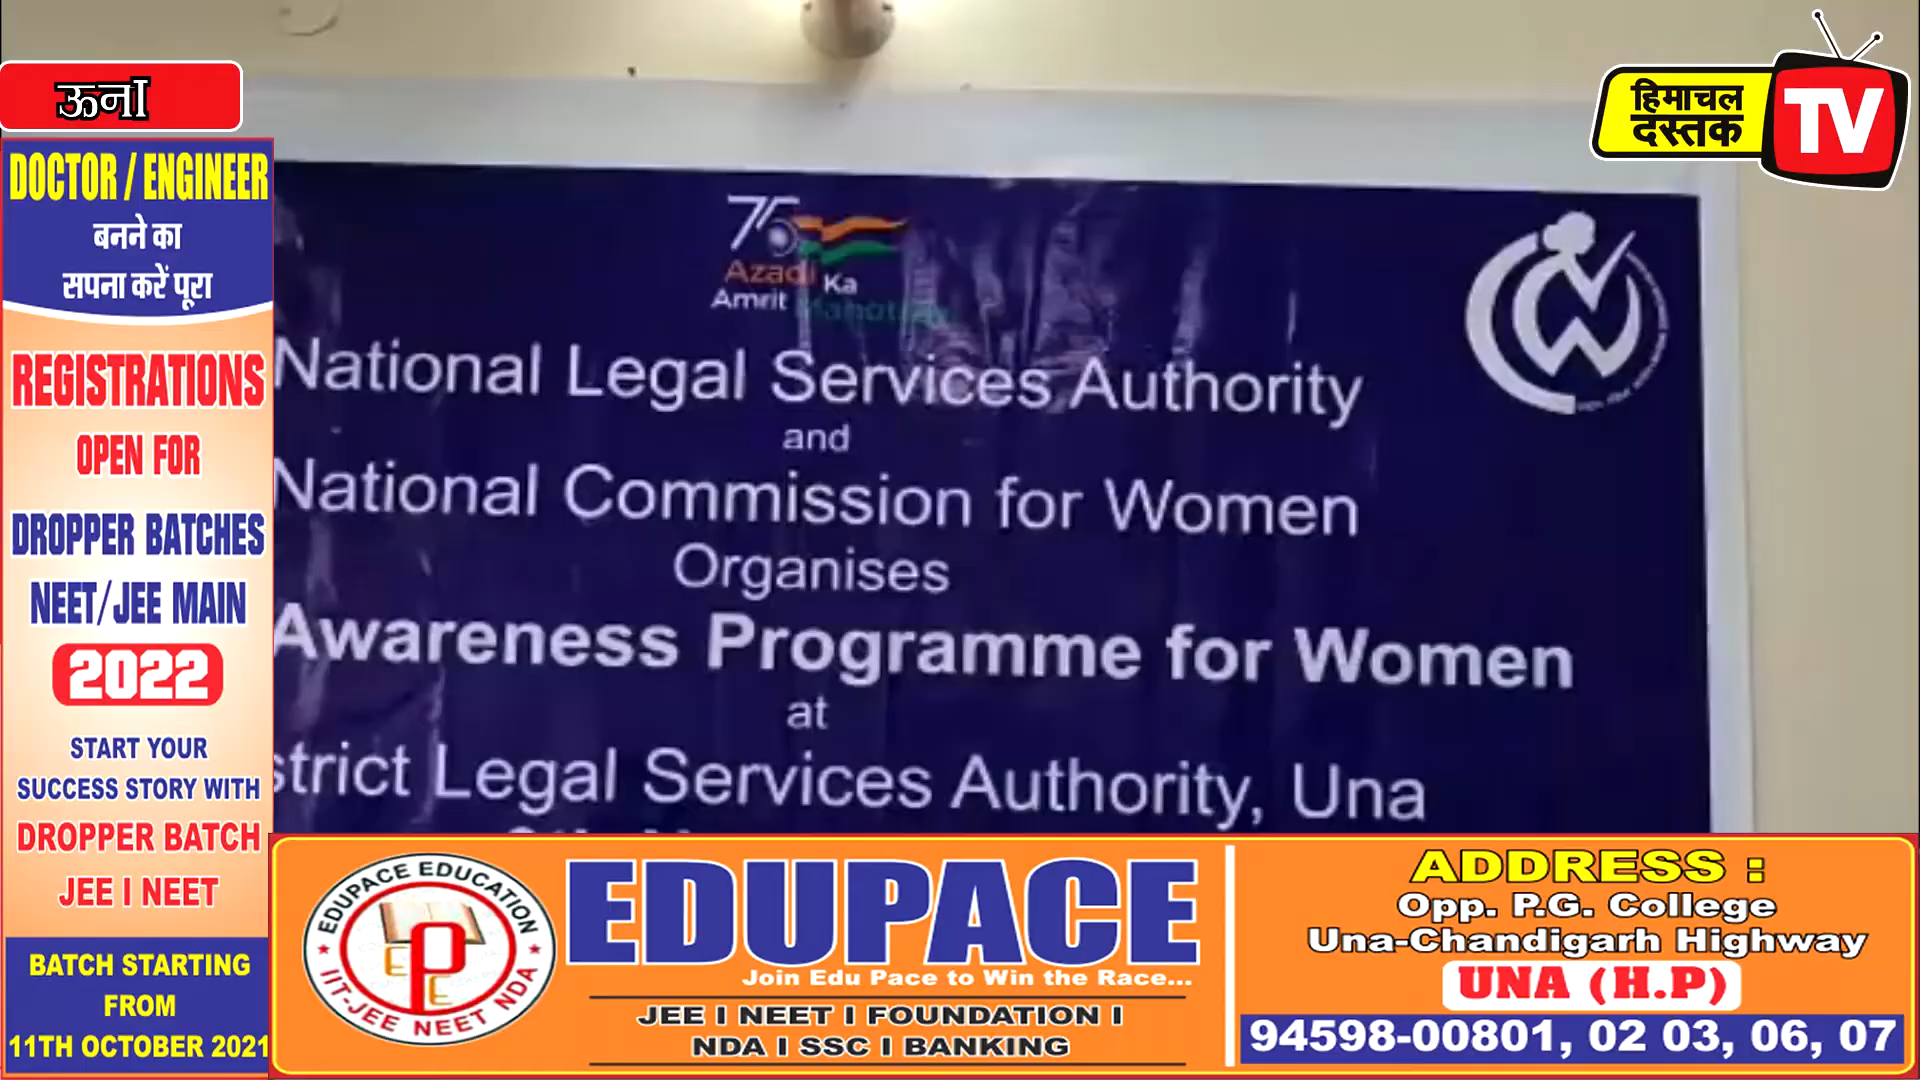 ऊना
DOCTOR / ENGINEER
बनने का
सपना करें पूरा
REGISTRATIONS
OPEN FOR
DROPPER BATCHES
NEET/JEE MAIN
2022
START YOUR
SUCCESS STORY WITH
DROPPER BATCH
JEE I NEET
BATCH STARTING
FROM
11TH OCTOBER 2021
हिमाचल
दस्तक
TV
75
Azadi Ka
Amrit Mahotsav
National Legal Services Authority
and
National Commission for Women
Organises
Awareness Programme for Women
at
strict Legal Services Authority, Una
EDUPACE EDUCATION
IIT-JEE NEET NDA
EPE
EDUPACE
Join Edu Pace to Win the Race...
JEE I NEET I FOUNDATION I
NDA I SSC I BANKING
ADDRESS :
Opp. P.G. College
Una-Chandigarh Highway
UNA (H.P)
94598-00801, 02 03, 06, 07